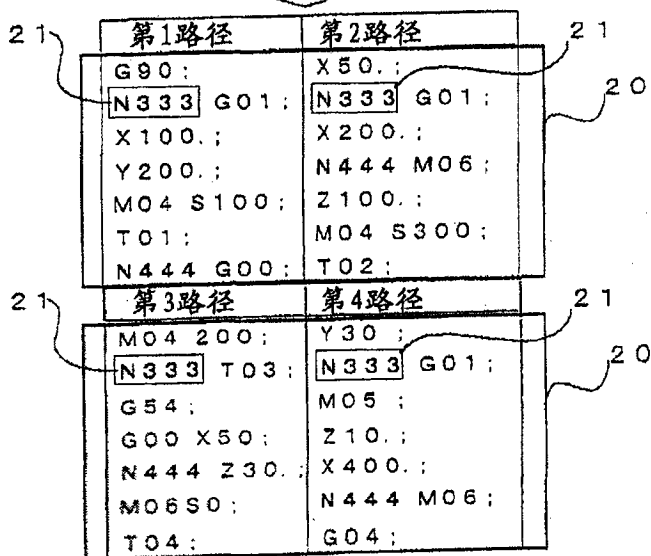 第1路径
G90;
N333 G01;
X100.;
Y200.;
M04 S100;
T01;
N444 G00;
第2路径
X50.;
N333 G01;
X200.;
N444 M06;
Z100.;
M04 S300;
T02;
第3路径
M04 200;
N333 T03;
G54;
G00 X50;
N444 Z30.;
M06S0;
T04;
第4路径
Y30 ;
N333 G01;
M05 ;
Z10.;
X400.;
N444 M06;
G04;
21
21
20
21
21
20